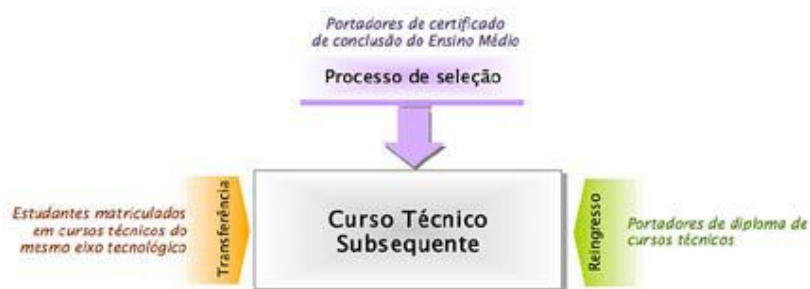 Portadores de certificado
de conclusão do Ensino Médio
Processo de seleção
Estudantes matriculados
em cursos técnicos do
mesmo eixo tecnológico
Transferência
Curso Técnico
Subsequente
Reingresso
Portadores de diploma de
cursos técnicos